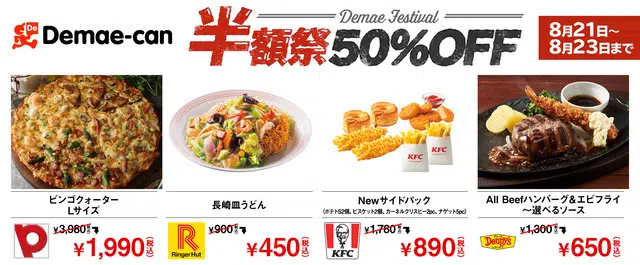 De
Demae-can
Demae Festival
半額祭50%OFF
8月21日〜
8月23日まで
KFC
KFC
ビンゴクォーター
Lサイズ
¥3,980
¥1,990(税込)
長崎皿うどん
RingerHut
¥900
¥450(税込)
Newサイドパック
(ポテトS2個、ビスケット2個、カーネルクリスピー2pc、ナゲット5pc)
KFC
¥1,780
¥890(税込)
All Beefハンバーグ&エビフライ
〜選べるソース
Denny's
¥1,300
¥650(税込)